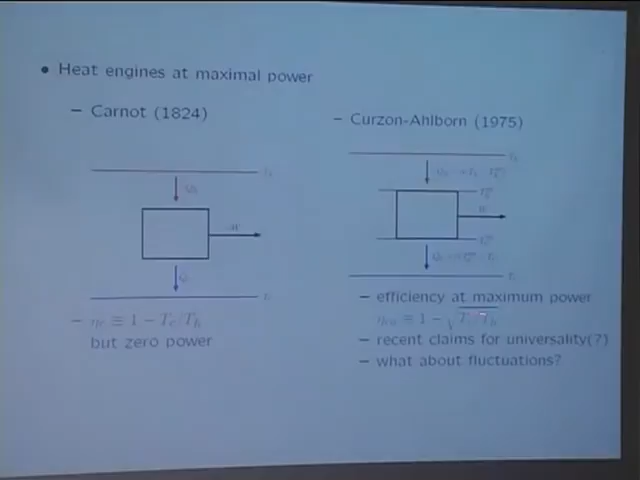 • Heat engines at maximal power
– Carnot (1824)
– η_c ≡ 1 − T_c/T_h
but zero power
– Curzon-Ahlborn (1975)
– efficiency at maximum power
≡ 1 − √T_c/T_h
– recent claims for universality(?)
– what about fluctuations?